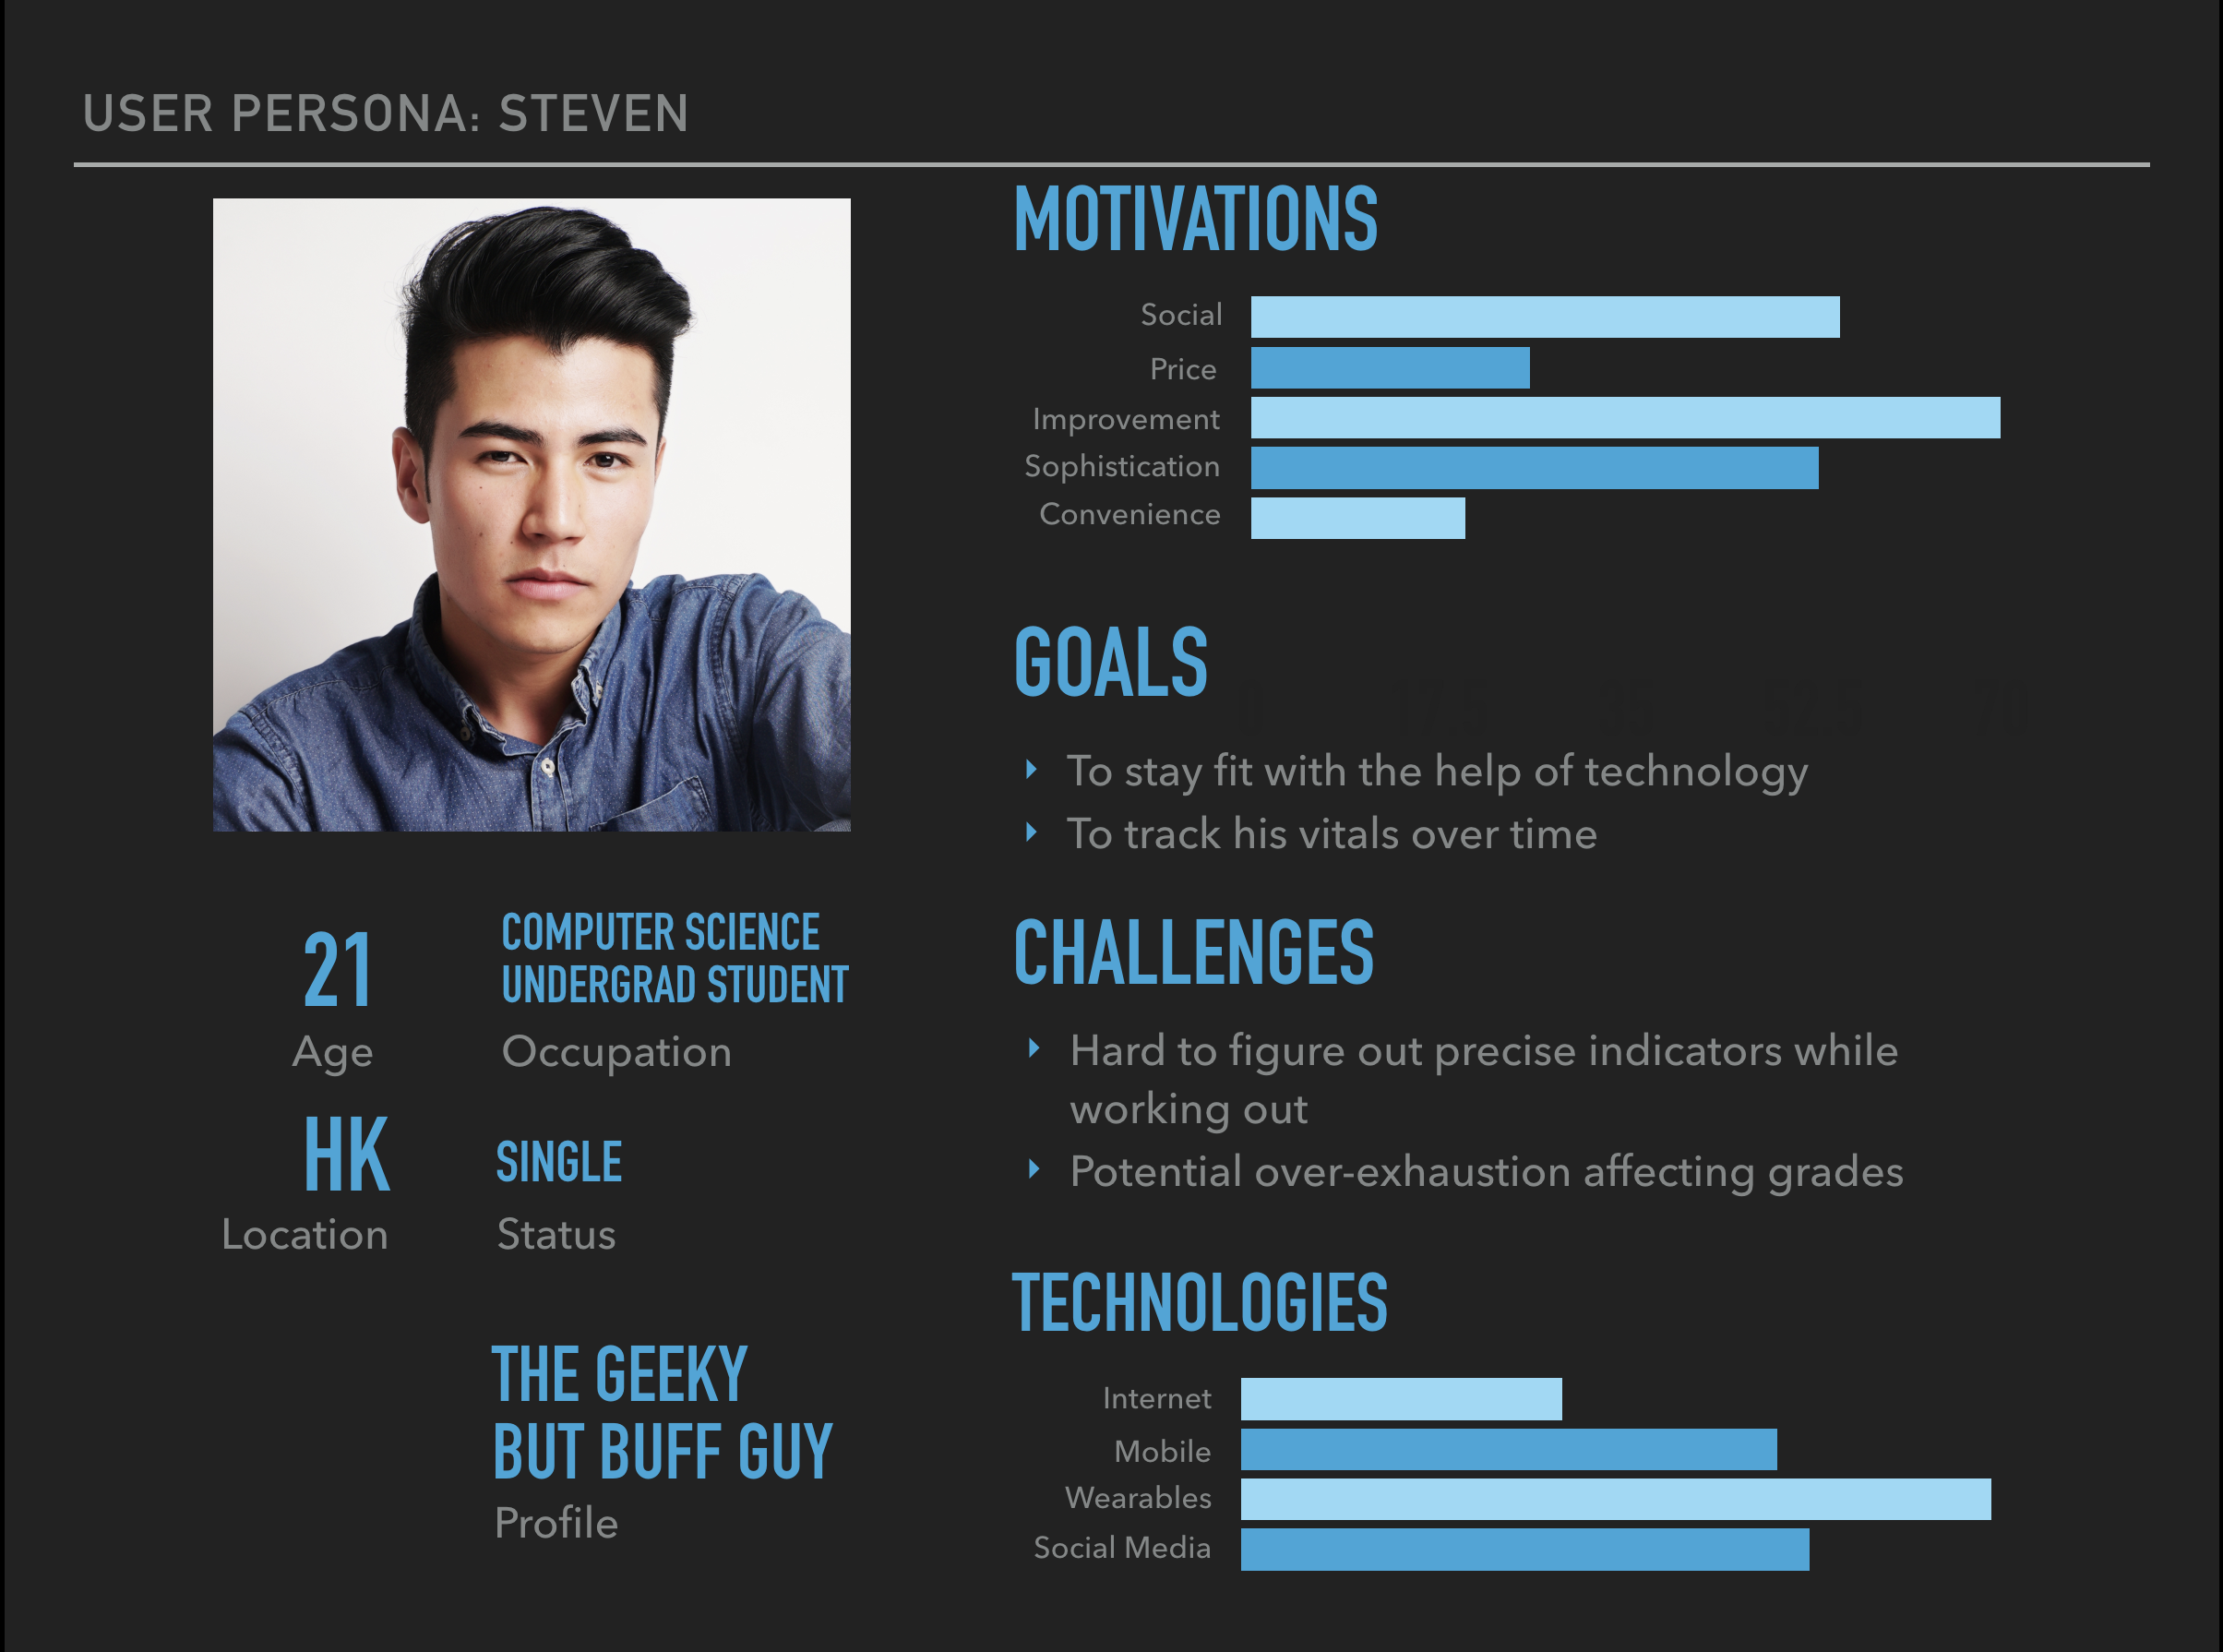 USER PERSONA: STEVEN
MOTIVATIONS
Social
Price
Improvement
Sophistication
Convenience
GOALS
To stay fit with the help of technology
To track his vitals over time
21
Age
COMPUTER SCIENCE
UNDERGRAD STUDENT
Occupation
HK
Location
SINGLE
Status
THE GEEKY
BUT BUFF GUY
Profile
CHALLENGES
Hard to figure out precise indicators while
working out
Potential over-exhaustion affecting grades
TECHNOLOGIES
Internet
Mobile
Wearables
Social Media